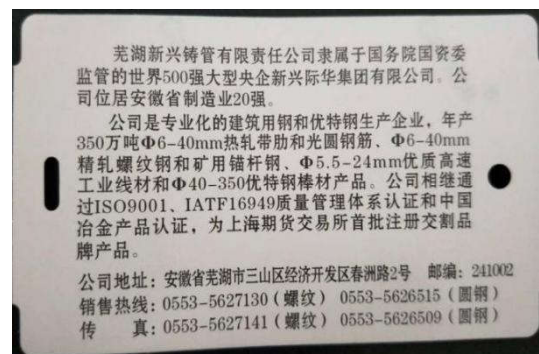 芜湖新兴铸管有限责任公司隶属于国务院国资委
监管的世界500强大型央企新兴际华集团有限公司。公
司位居安徽省制造业20强。
公司是专业化的建筑用钢和优特钢生产企业，年产
350万吨Φ6-40mm热轧带肋和光圆钢筋、Φ6-40mm
精轧螺纹钢和矿用锚杆钢、Φ5.5-24mm优质高速
工业线材和Φ40-350优特钢棒材产品。公司相继通
过ISO9001、IATF16949质量管理体系认证和中国
冶金产品认证，为上海期货交易所首批注册交割品
牌产品。
公司地址：安徽省芜湖市三山区经济开发区春洲路2号 邮编：241002
销售热线：0553-5627130（螺纹）0553-5626515（圆钢）
传 真：0553-5627141（螺纹）0553-5626509（圆钢）